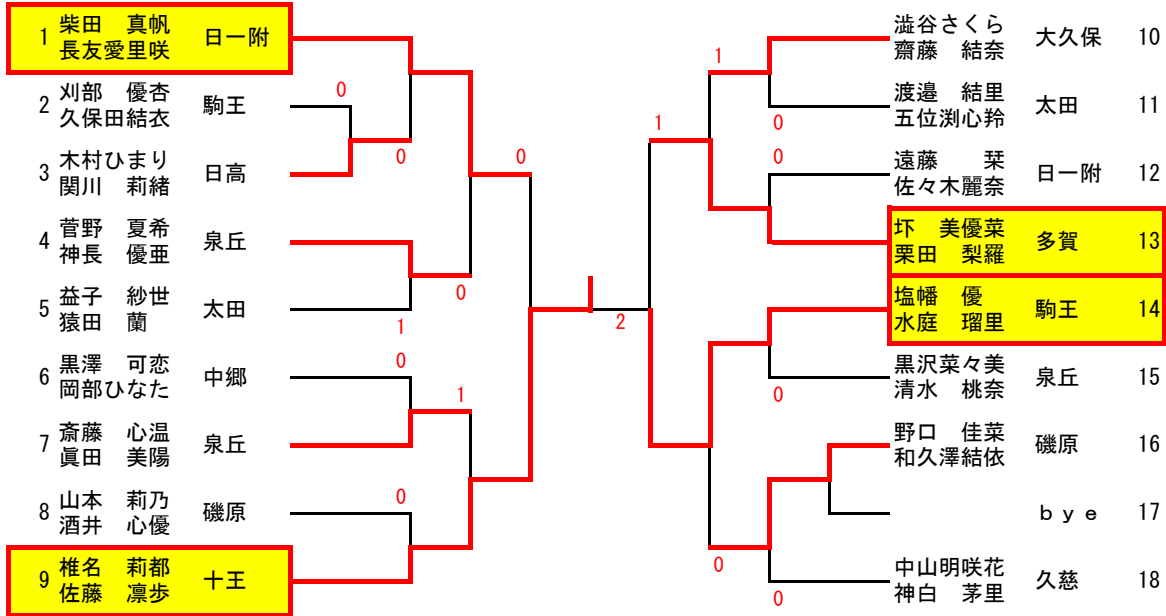 1 柴田　真帆 日一附
長友愛里咲
2 刈部　優杏 駒王
久保田結衣
3 木村ひまり 日高
関川　莉緒
4 菅野　夏希 泉丘
神長　優亜
5 益子　紗世 太田
猿田　蘭
6 黒澤　可恋 中郷
岡部ひなた
7 斎藤　心温 泉丘
眞田　美陽
8 山本　莉乃 磯原
酒井　心優
9 椎名　莉都 十王
佐藤　凛歩
0
0
0
0
1
0
1
0
2
1
1
0
0
0
0
0
澁谷さくら 大久保 10
齋藤　結奈
渡邉　結里 太田 11
五位渕心羚
遠藤　栞 日一附 12
佐々木麗奈
圷　美優菜 多賀 13
栗田　梨羅
塩幡　優 駒王 14
水庭　瑠里
黒沢菜々美 泉丘 15
清水　桃奈
野口　佳菜 磯原 16
和久澤結依
ｂｙｅ 17
中山明咲花 久慈 18
神白　茅里